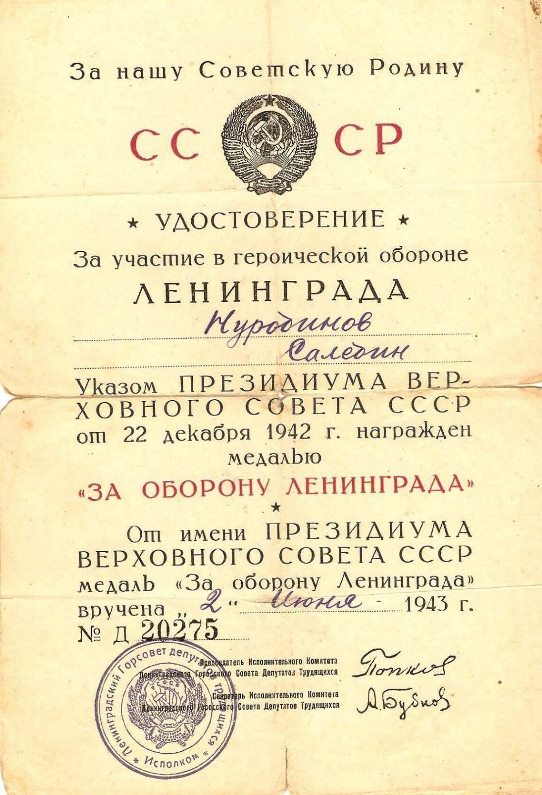 За нашу Советскую Родину
СССР
★ УДОСТОВЕРЕНИЕ ★
За участие в героической обороне
ЛЕНИНГРАДА
Нуробинов
Салебин
Указом ПРЕЗИДИУМА ВЕР-
ХОВНОГО СОВЕТА СССР
от 22 декабря 1942 г. награжден
медалью
«ЗА ОБОРОНУ ЛЕНИНГРАДА»
★
От имени ПРЕЗИДИУМА
ВЕРХОВНОГО СОВЕТА СССР
медаль «За оборону Ленинграда»
вручена „2“ Июня 1943 г.
№ Д 20275
Председатель Исполнительного Комитета
Ленинградского Городского Совета Депутатов Трудящихся
Попков
Секретарь Исполнительного Комитета
Ленинградского Городского Совета Депутатов Трудящихся
А.Бубнов
Ленинградский Горсовет депутатов трудящихся * Исполком *